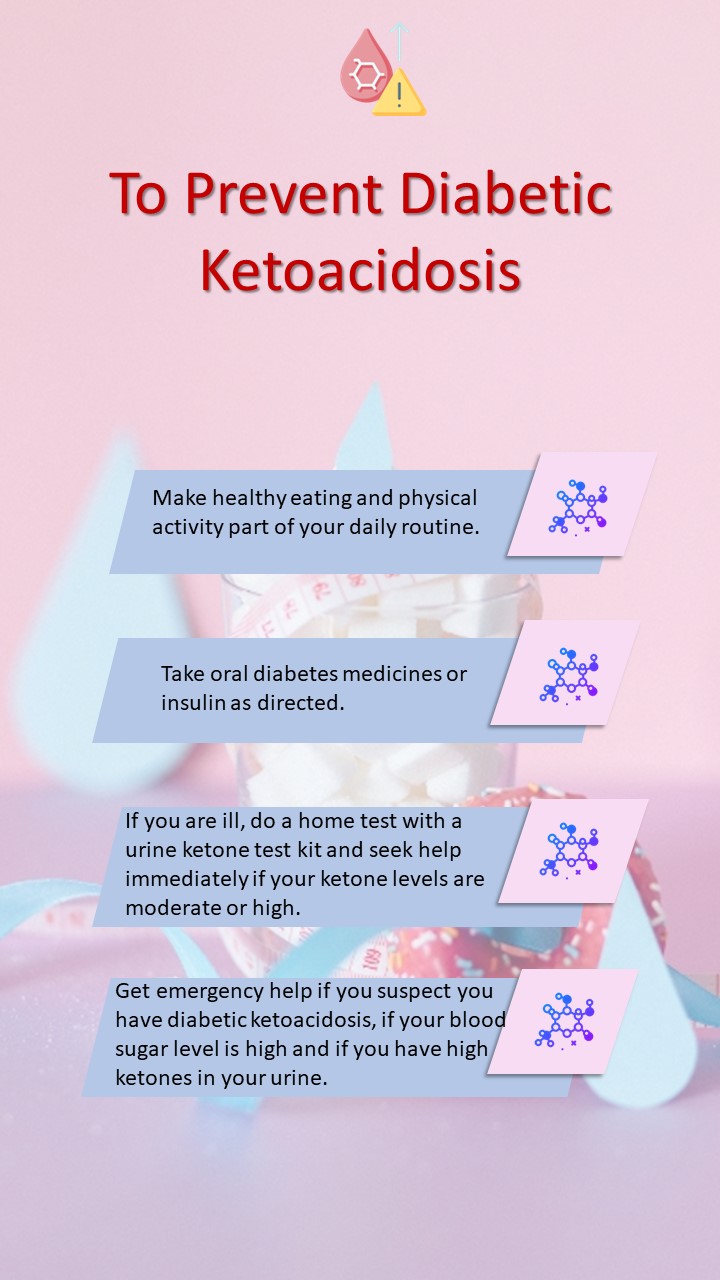 To Prevent Diabetic
Ketoacidosis
Make healthy eating and physical
activity part of your daily routine.
Take oral diabetes medicines or
insulin as directed.
If you are ill, do a home test with a
urine ketone test kit and seek help
immediately if your ketone levels are
moderate or high.
Get emergency help if you suspect you
have diabetic ketoacidosis, if your blood
sugar level is high and if you have high
ketones in your urine.